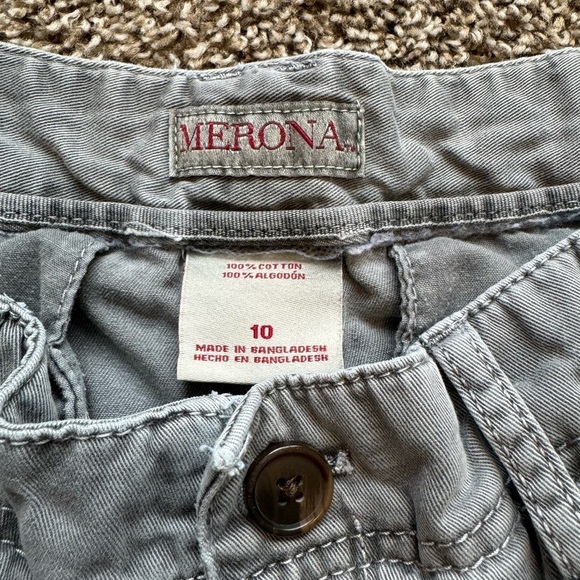 MERONA
100% COTTON
100% ALGODÓN
10
MADE IN BANGLADESH
HECHO EN BANGLADESH